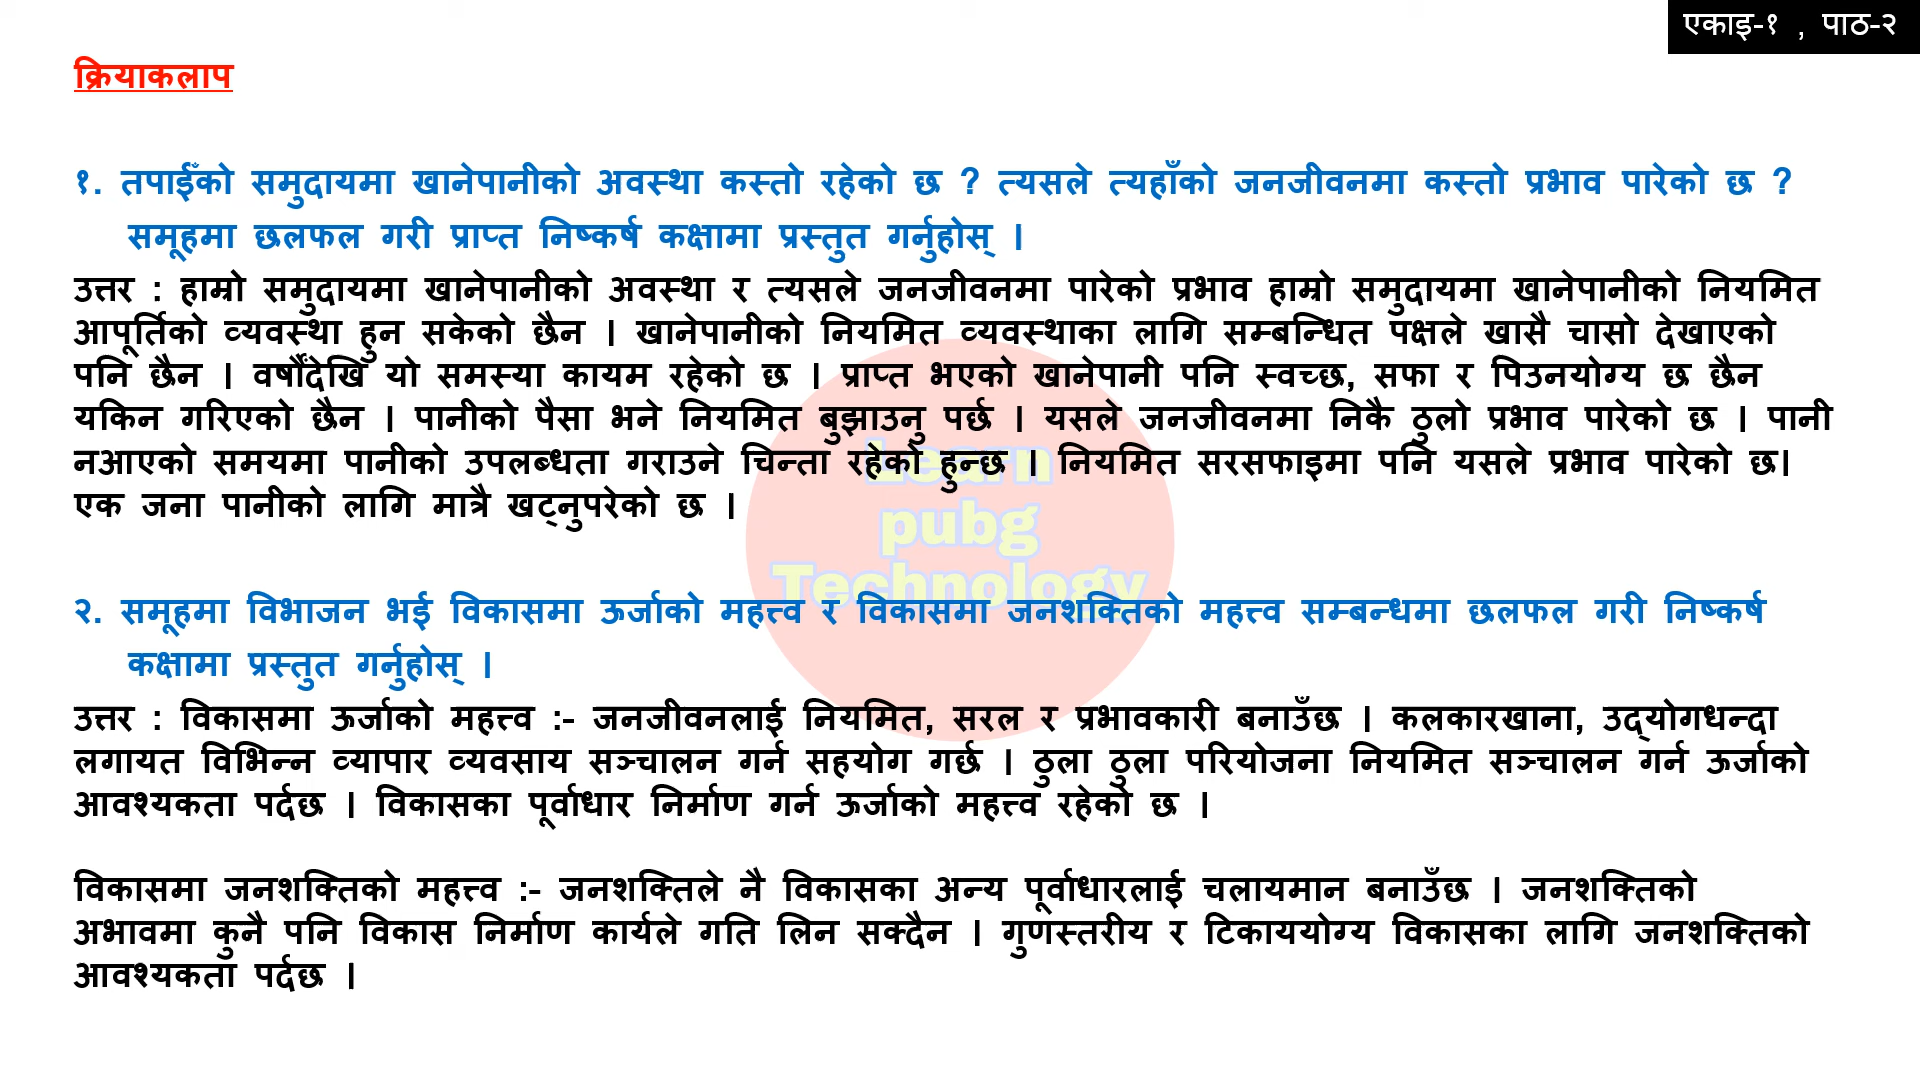 एकाइ-१ , पाठ-२
क्रियाकलाप
१. तपाईँको समुदायमा खानेपानीको अवस्था कस्तो रहेको छ ? त्यसले त्यहाँको जनजीवनमा कस्तो प्रभाव पारेको छ ?
समूहमा छलफल गरी प्राप्त निष्कर्ष कक्षामा प्रस्तुत गर्नुहोस् ।
उत्तर : हाम्रो समुदायमा खानेपानीको अवस्था र त्यसले जनजीवनमा पारेको प्रभाव हाम्रो समुदायमा खानेपानीको नियमित
आपूर्तिको व्यवस्था हुन सकेको छैन । खानेपानीको नियमित व्यवस्थाका लागि सम्बन्धित पक्षले खासै चासो देखाएको
पनि छैन । वर्षौंदेखि यो समस्या कायम रहेको छ । प्राप्त भएको खानेपानी पनि स्वच्छ, सफा र पिउनयोग्य छ छैन
यकिन गरिएको छैन । पानीको पैसा भने नियमित बुझाउनु पर्छ । यसले जनजीवनमा निकै ठुलो प्रभाव पारेको छ । पानी
नआएको समयमा पानीको उपलब्धता गराउने चिन्ता रहेको हुन्छ । नियमित सरसफाइमा पनि यसले प्रभाव पारेको छ।
एक जना पानीको लागि मात्रै खट्नुपरेको छ ।
Learn
pubg
Technology
२. समूहमा विभाजन भई विकासमा ऊर्जाको महत्त्व र विकासमा जनशक्तिको महत्त्व सम्बन्धमा छलफल गरी निष्कर्ष
कक्षामा प्रस्तुत गर्नुहोस् ।
उत्तर : विकासमा ऊर्जाको महत्त्व :- जनजीवनलाई नियमित, सरल र प्रभावकारी बनाउँछ । कलकारखाना, उद्योगधन्दा
लगायत विभिन्न व्यापार व्यवसाय सञ्चालन गर्न सहयोग गर्छ । ठुला ठुला परियोजना नियमित सञ्चालन गर्न ऊर्जाको
आवश्यकता पर्दछ । विकासका पूर्वाधार निर्माण गर्न ऊर्जाको महत्त्व रहेको छ ।
विकासमा जनशक्तिको महत्त्व :- जनशक्तिले नै विकासका अन्य पूर्वाधारलाई चलायमान बनाउँछ । जनशक्तिको
अभावमा कुनै पनि विकास निर्माण कार्यले गति लिन सक्दैन । गुणस्तरीय र टिकाययोग्य विकासका लागि जनशक्तिको
आवश्यकता पर्दछ ।